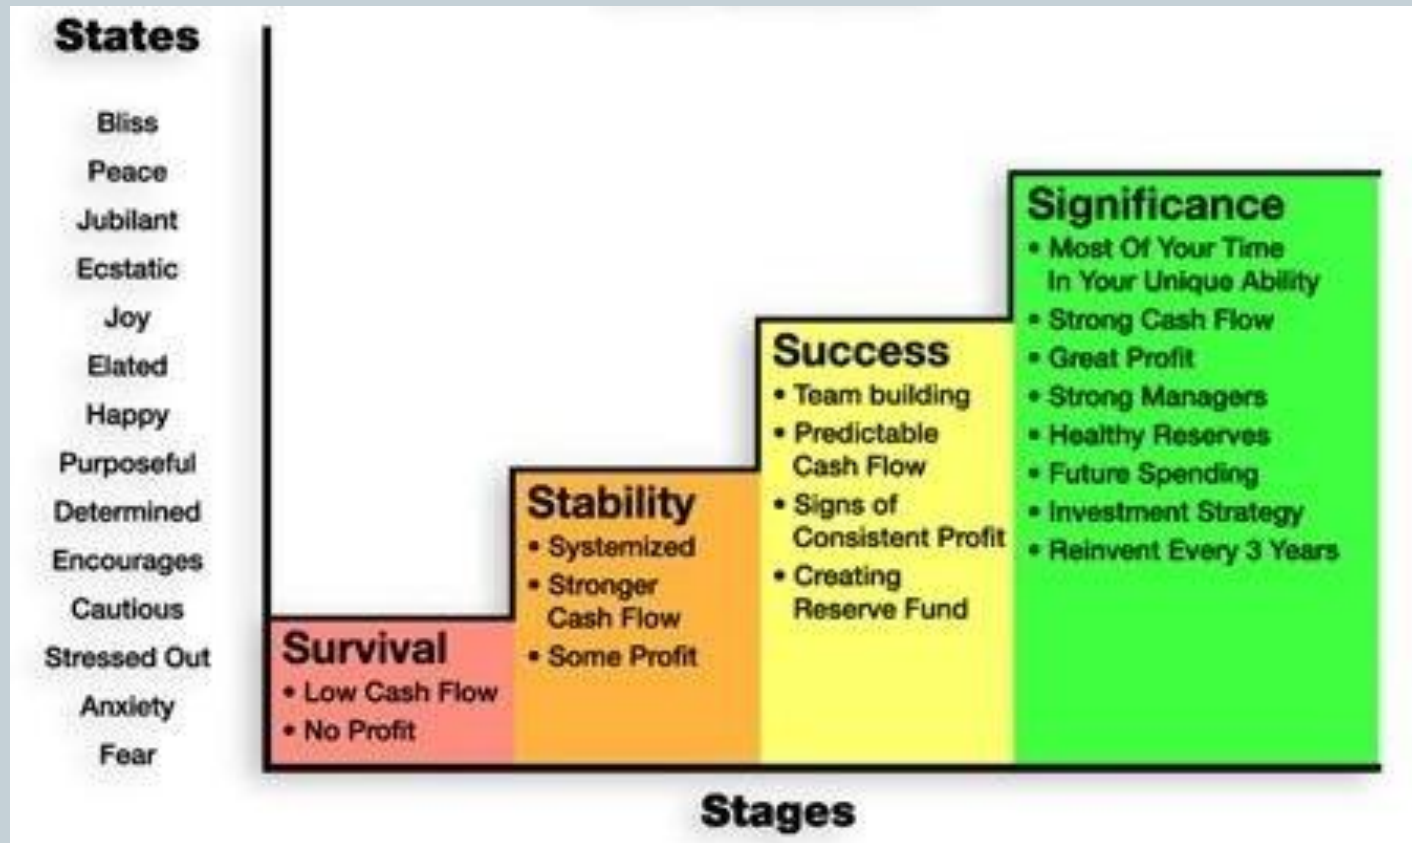 States
Bliss
Peace
Jubilant
Ecstatic
Joy
Elated
Happy
Purposeful
Determined
Encourages
Cautious
Stressed Out
Anxiety
Fear
Survival
• Low Cash Flow
• No Profit
Stability
• Systemized
• Stronger
Cash Flow
• Some Profit
Success
• Team building
• Predictable
Cash Flow
• Signs of
Consistent Profit
• Creating
Reserve Fund
Significance
• Most Of Your Time
In Your Unique Ability
• Strong Cash Flow
• Great Profit
• Strong Managers
• Healthy Reserves
• Future Spending
• Investment Strategy
• Reinvent Every 3 Years
Stages